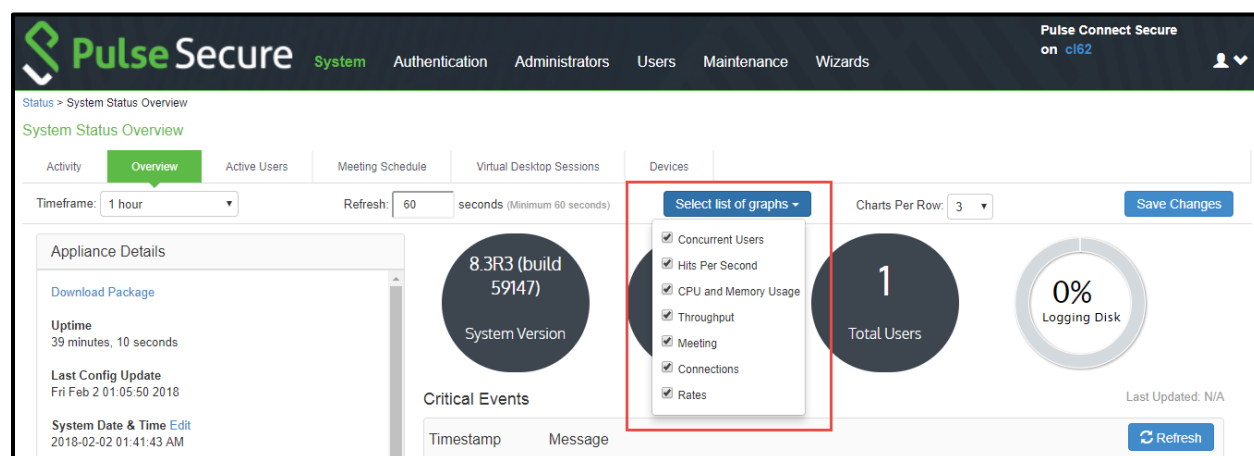 Pulse Secure
System Authentication Administrators Users Maintenance Wizards
Pulse Connect Secure
on cl62
Status > System Status Overview
System Status Overview
Activity Overview Active Users Meeting Schedule Virtual Desktop Sessions Devices
Timeframe: 1 hour Refresh: 60 seconds (Minimum 60 seconds) Select list of graphs Charts Per Row: 3 Save Changes
Appliance Details
Download Package
Uptime
39 minutes, 10 seconds
Last Config Update
Fri Feb 2 01:05:50 2018
System Date & Time Edit
2018-02-02 01:41:43 AM
8.3R3 (build
59147)
System Version
Concurrent Users
Hits Per Second
CPU and Memory Usage
Throughput
Meeting
Connections
Rates
1
Total Users
0%
Logging Disk
Critical Events Last Updated: N/A
Timestamp Message Refresh